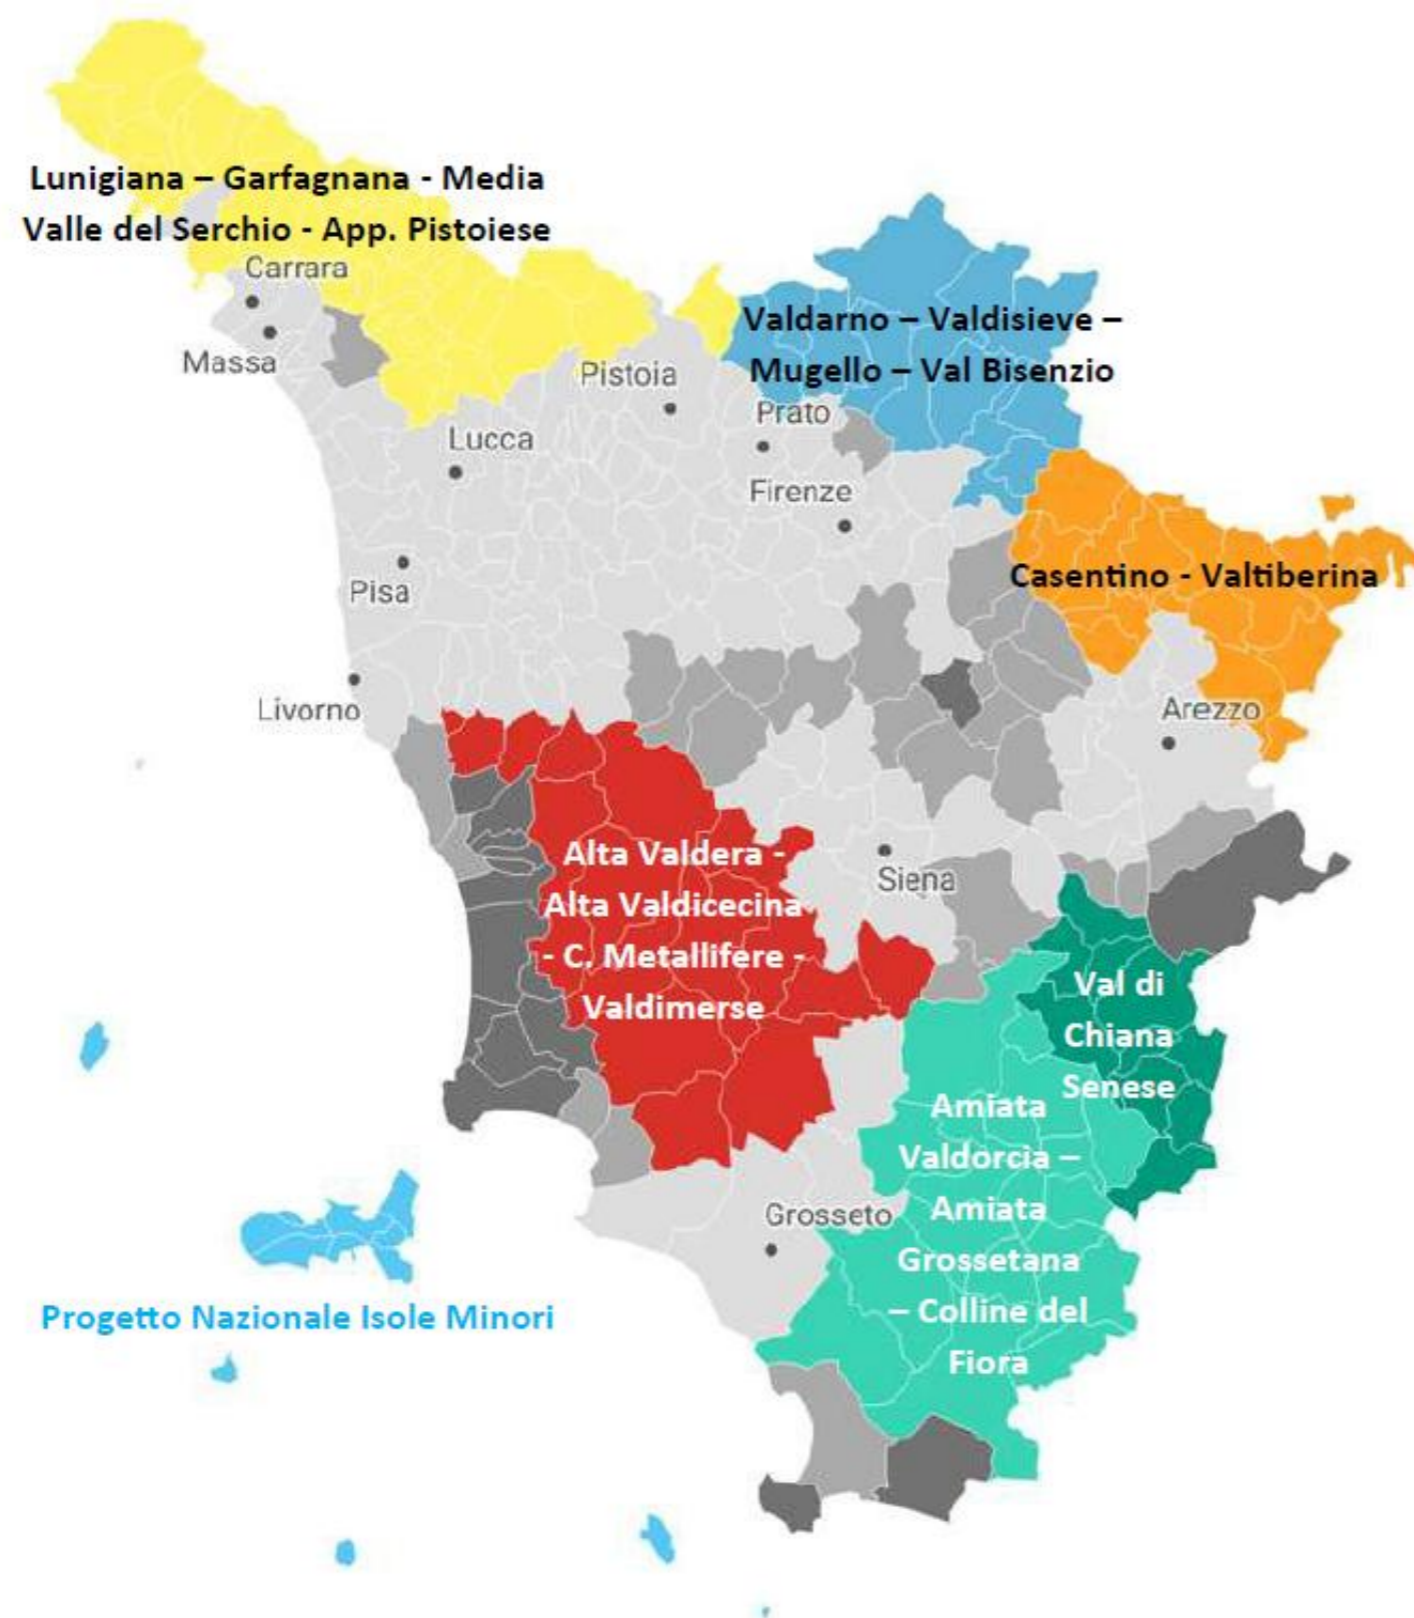 Lunigiana – Garfagnana - Media
Valle del Serchio - App. Pistoiese
Carrara
Massa
Valdarno – Valdisieve –
Mugello – Val Bisenzio
Pistoia
Prato
Lucca
Firenze
Casentino - Valtiberina
Pisa
Livorno
Arezzo
Alta Valdera -
Alta Valdicecina
- C. Metallifere -
Valdimerse
Siena
Val di
Chiana
Senese
Amiata
Valdorcia –
Amiata
Grossetana
– Colline del
Fiora
Grosseto
Progetto Nazionale Isole Minori